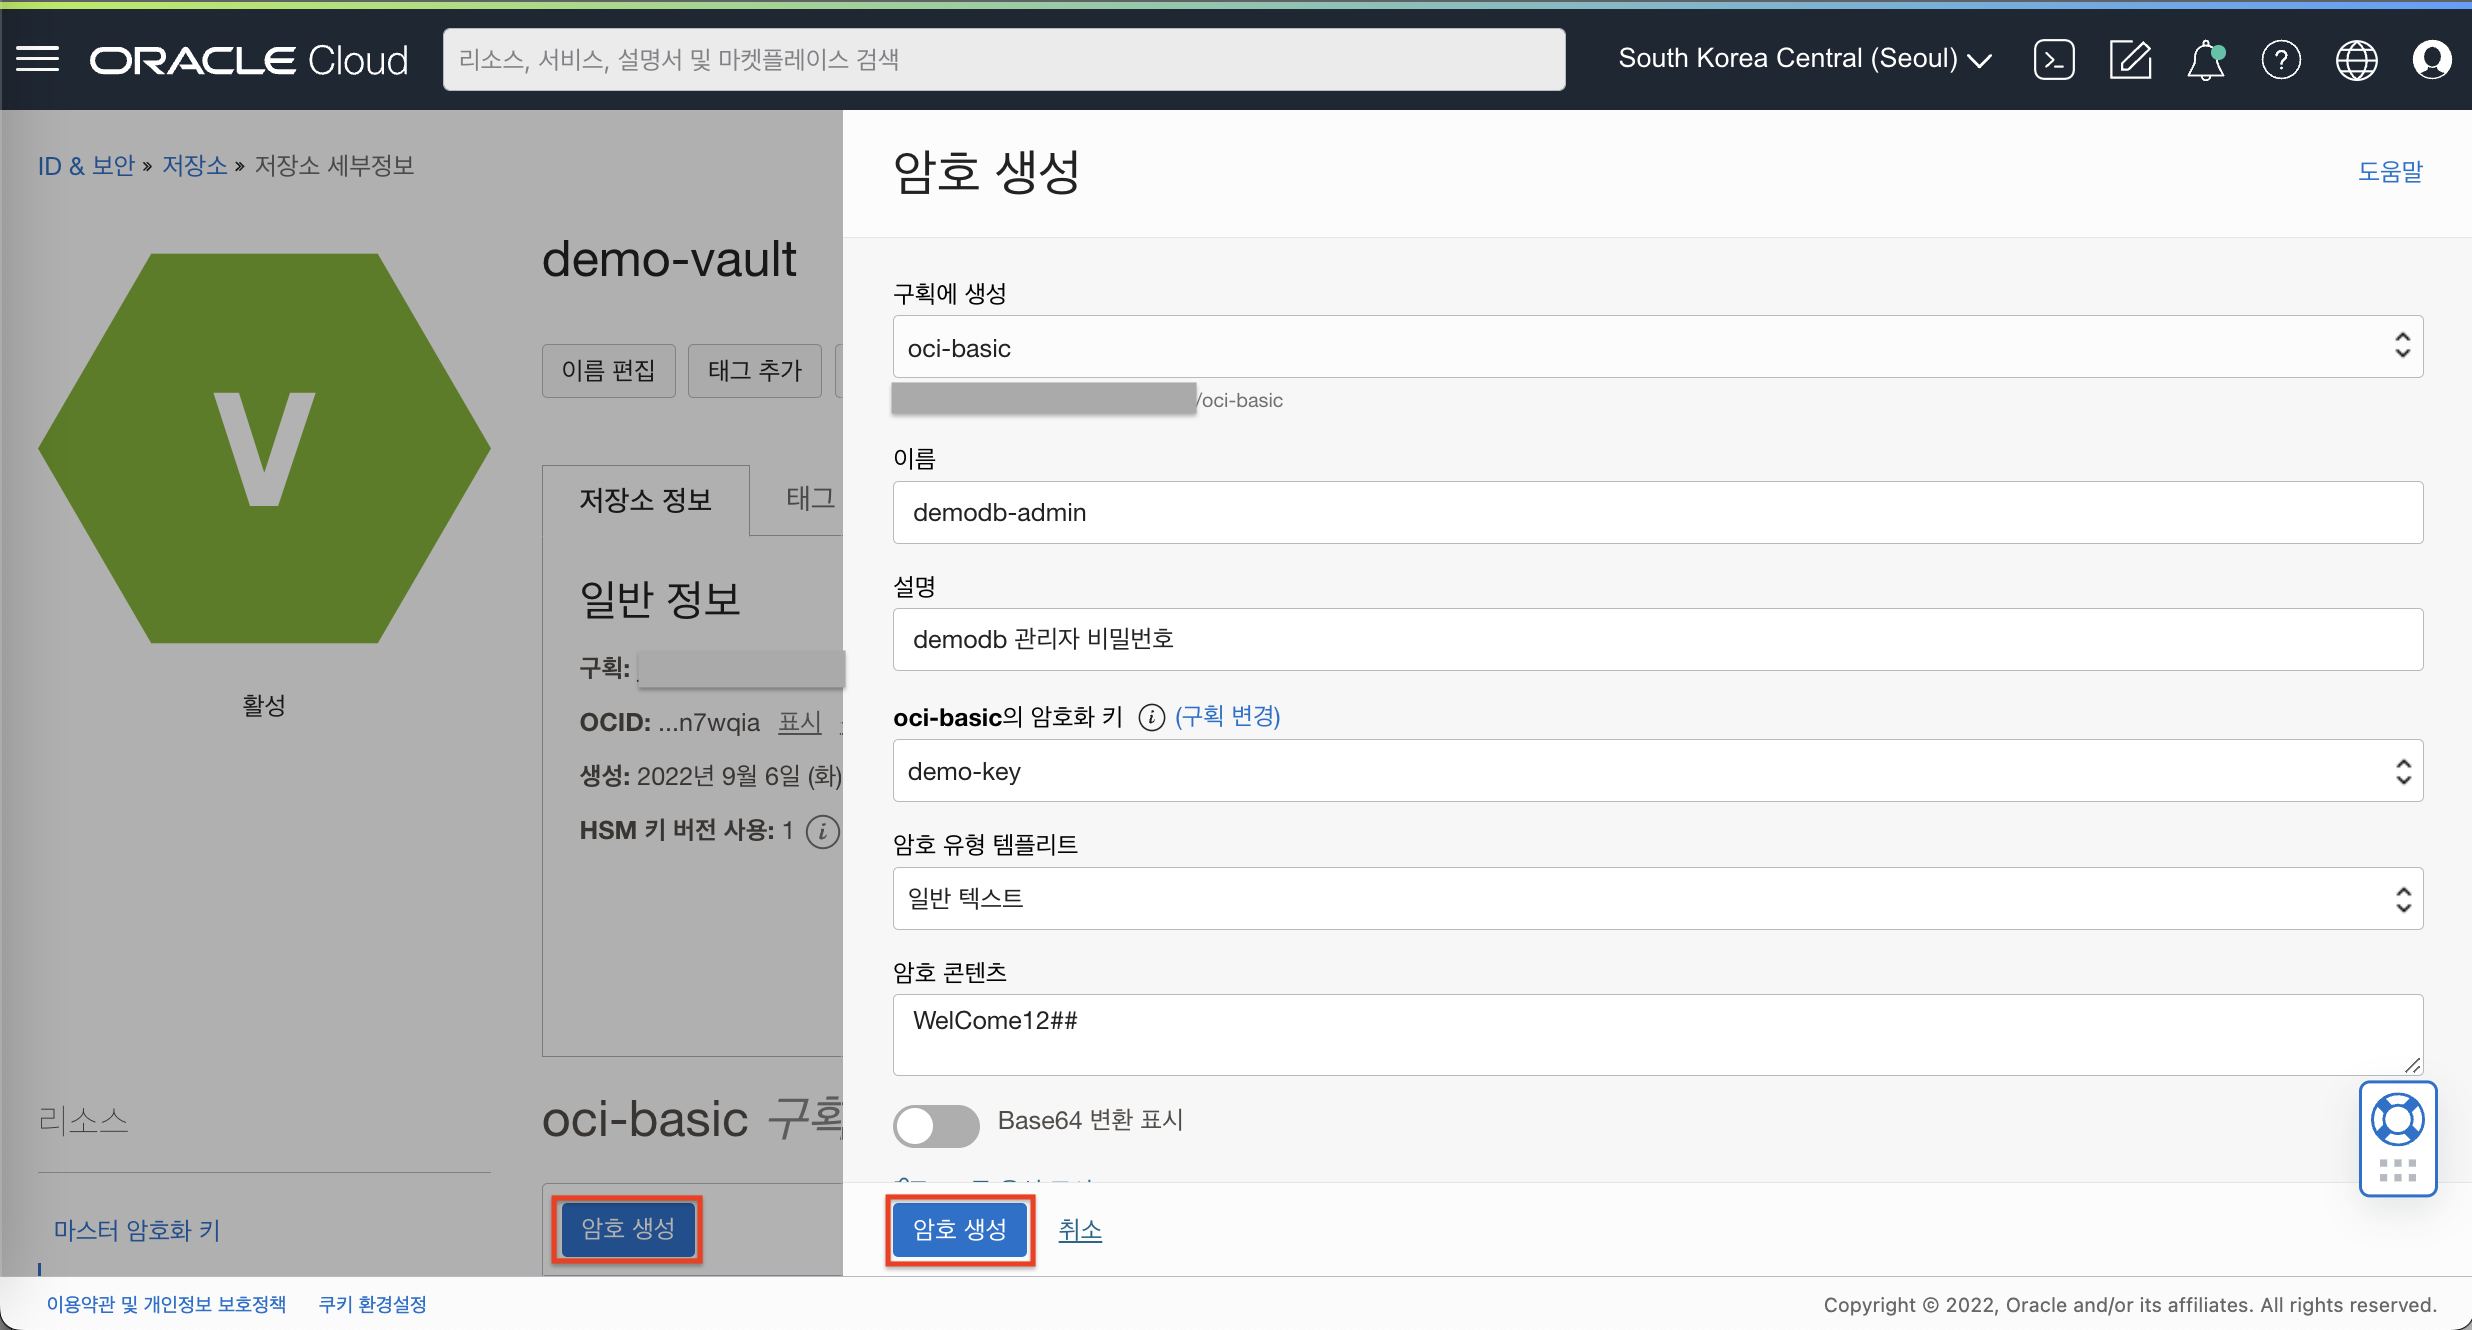 ORACLE Cloud
리소스, 서비스, 설명서 및 마켓플레이스 검색
South Korea Central (Seoul)
ID & 보안 » 저장소 » 저장소 세부정보
V
활성
demo-vault
이름 편집
태그 추가
저장소 정보
태그
일반 정보
구획:
OCID: ...n7wqia 표시
생성: 2022년 9월 6일 (화)
HSM 키 버전 사용: 1
리소스
마스터 암호화 키
oci-basic 구획
암호 생성
암호 생성
도움말
구획에 생성
oci-basic
/oci-basic
이름
demodb-admin
설명
demodb 관리자 비밀번호
oci-basic의 암호화 키 (구획 변경)
demo-key
암호 유형 템플리트
일반 텍스트
암호 콘텐츠
WelCome12##
Base64 변환 표시
암호 생성
취소
이용약관 및 개인정보 보호정책
쿠키 환경설정
Copyright © 2022, Oracle and/or its affiliates. All rights reserved.